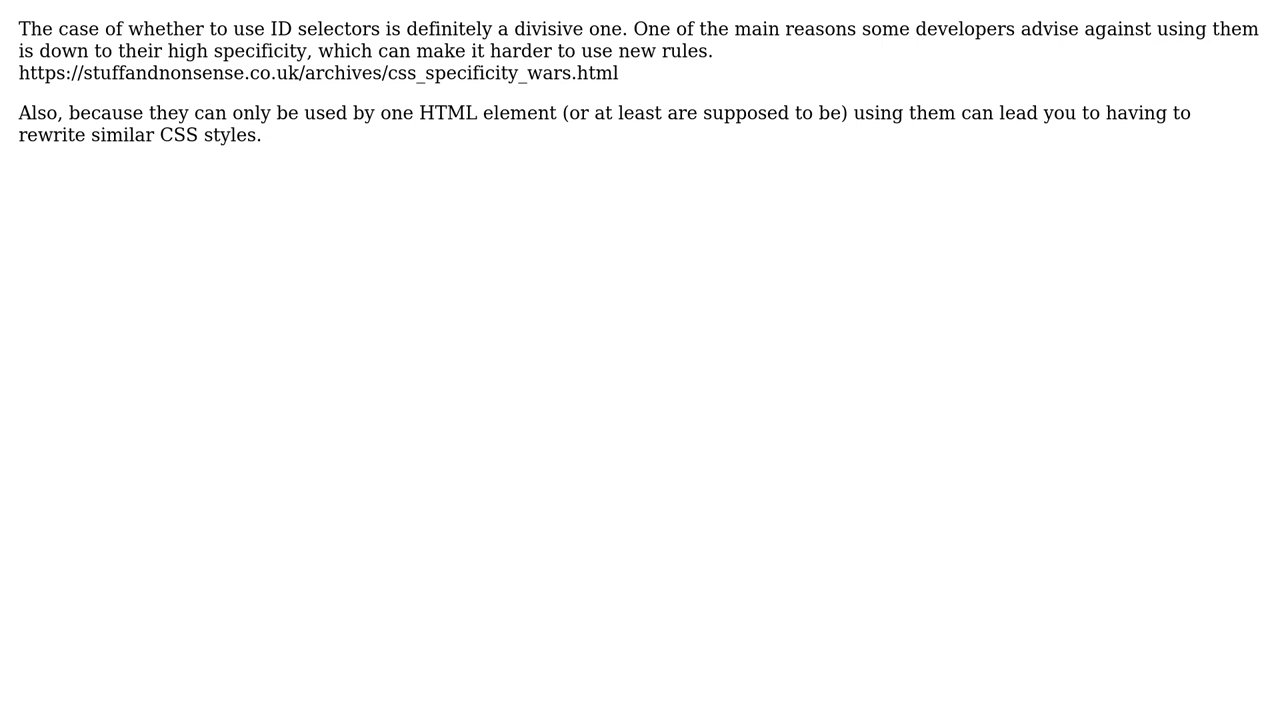 The case of whether to use ID selectors is definitely a divisive one. One of the main reasons some developers advise against using them
is down to their high specificity, which can make it harder to use new rules.
https://stuffandnonsense.co.uk/archives/css_specificity_wars.html
Also, because they can only be used by one HTML element (or at least are supposed to be) using them can lead you to having to
rewrite similar CSS styles.